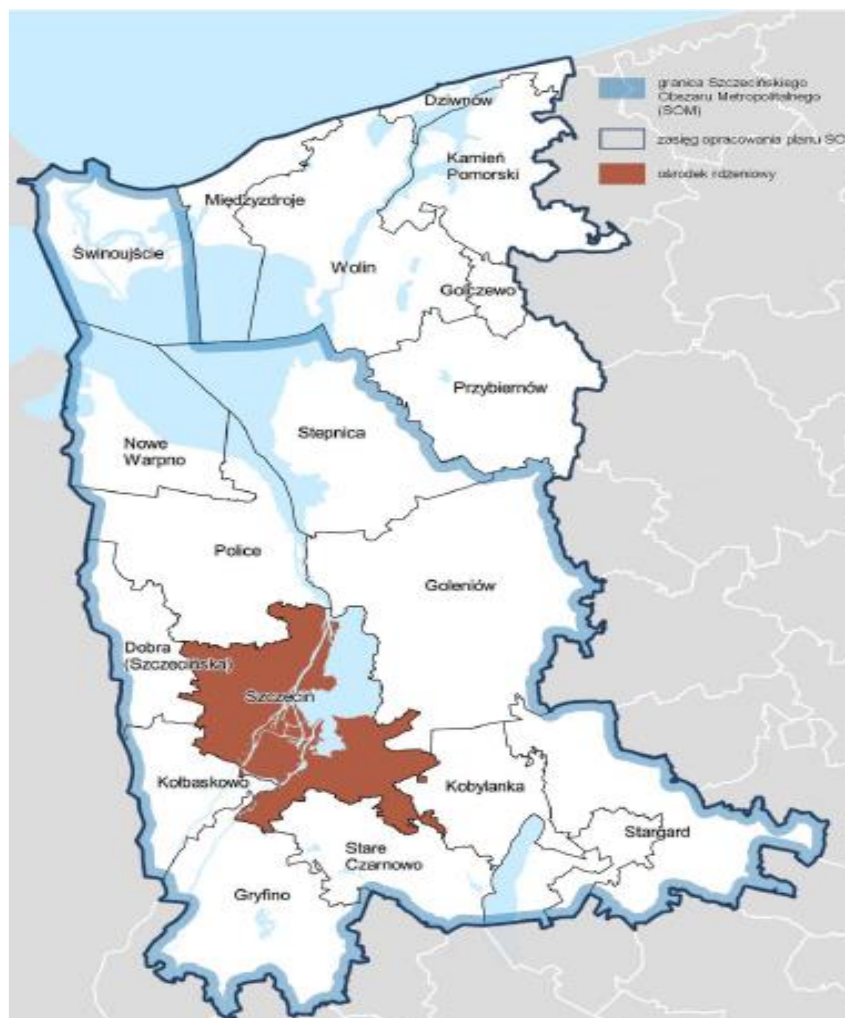 granica Szczecińskiego
Obszaru Metropolitalnego
(SOM)
zasięg opracowania planu SO
ośrodek rdzeniowy
Dziwnów
Kamień
Pomorski
Międzyzdroje
Świnoujście
Wolin
Golczewo
Przybiernów
Stepnica
Nowe
Warpno
Police
Goleniów
Dobra
(Szczecińska)
Szczecin
Kołbaskowo
Kobylanka
Stargard
Stare
Czarnowo
Gryfino